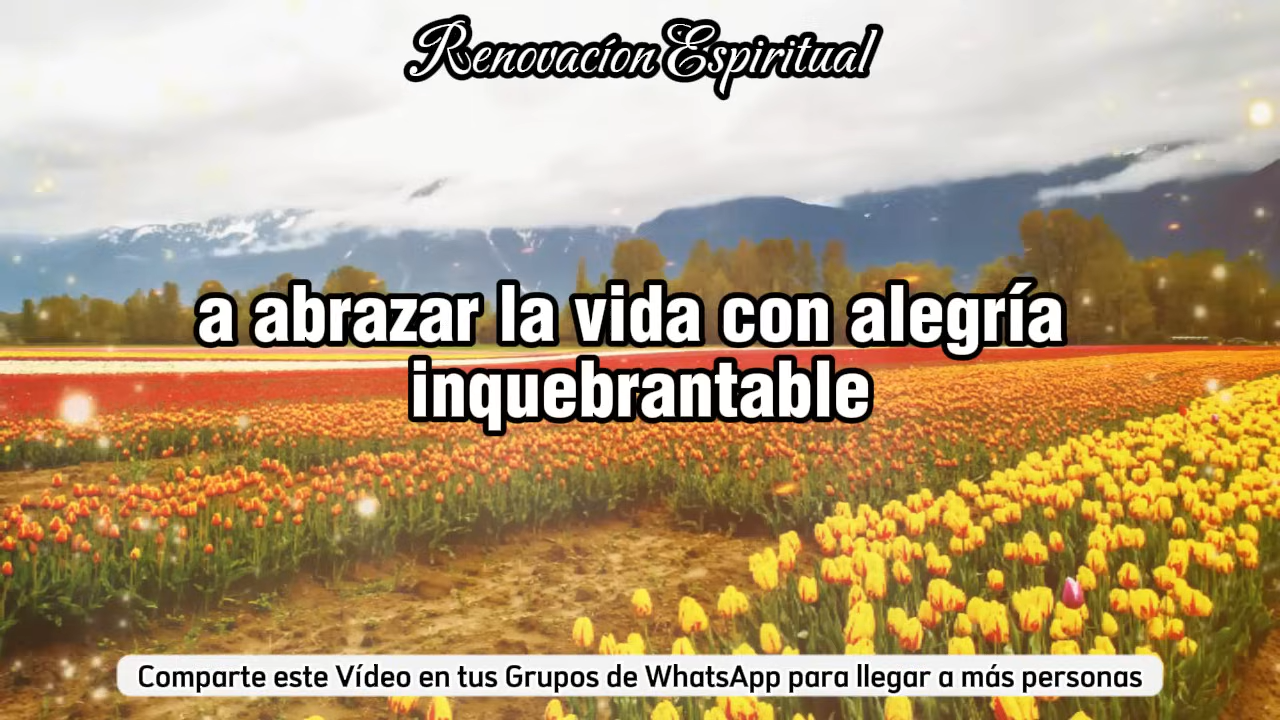 Renovacíon Espiritual
a abrazar la vida con alegría
inquebrantable
Comparte este Vídeo en tus Grupos de WhatsApp para llegar a más personas